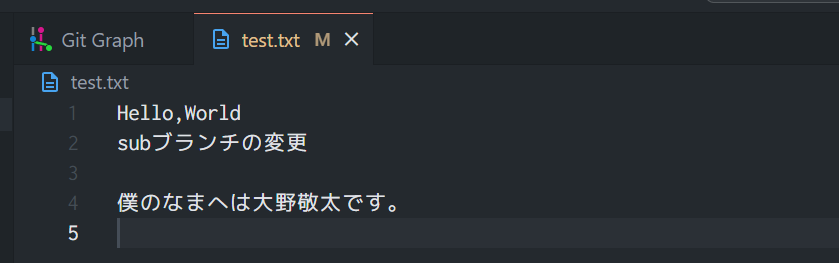 Git Graph
test.txt M
test.txt
1 Hello,World
2 subブランチの変更
3
4 僕のなまへは大野敬太です。
5